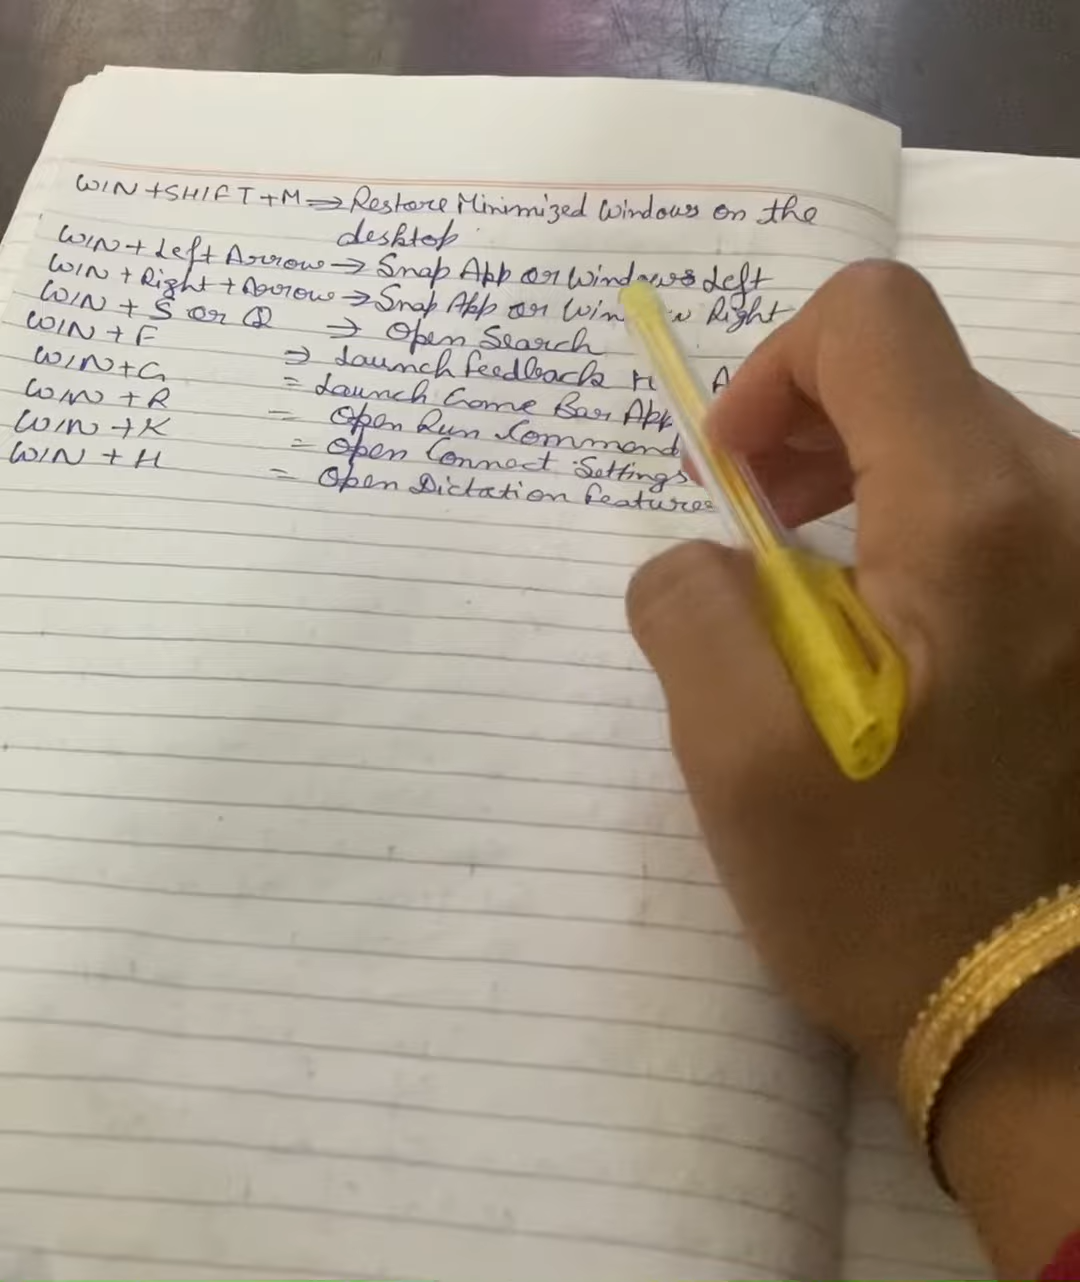 WIN + SHIFT + M ⇒ Restore Minimized Windows on the
desktop
WIN + Left Arrow → Snap App or Windows Left
WIN + Right + Arrow → Snap App or Right
WIN + S or Q → Open Search
WIN + F ⇒ Launch Feedback
WIN + G = Launch Game Bar App
WIN + R = Open Run Command
WIN + K = Open Connect Settings
WIN + H = Open Dictation Features